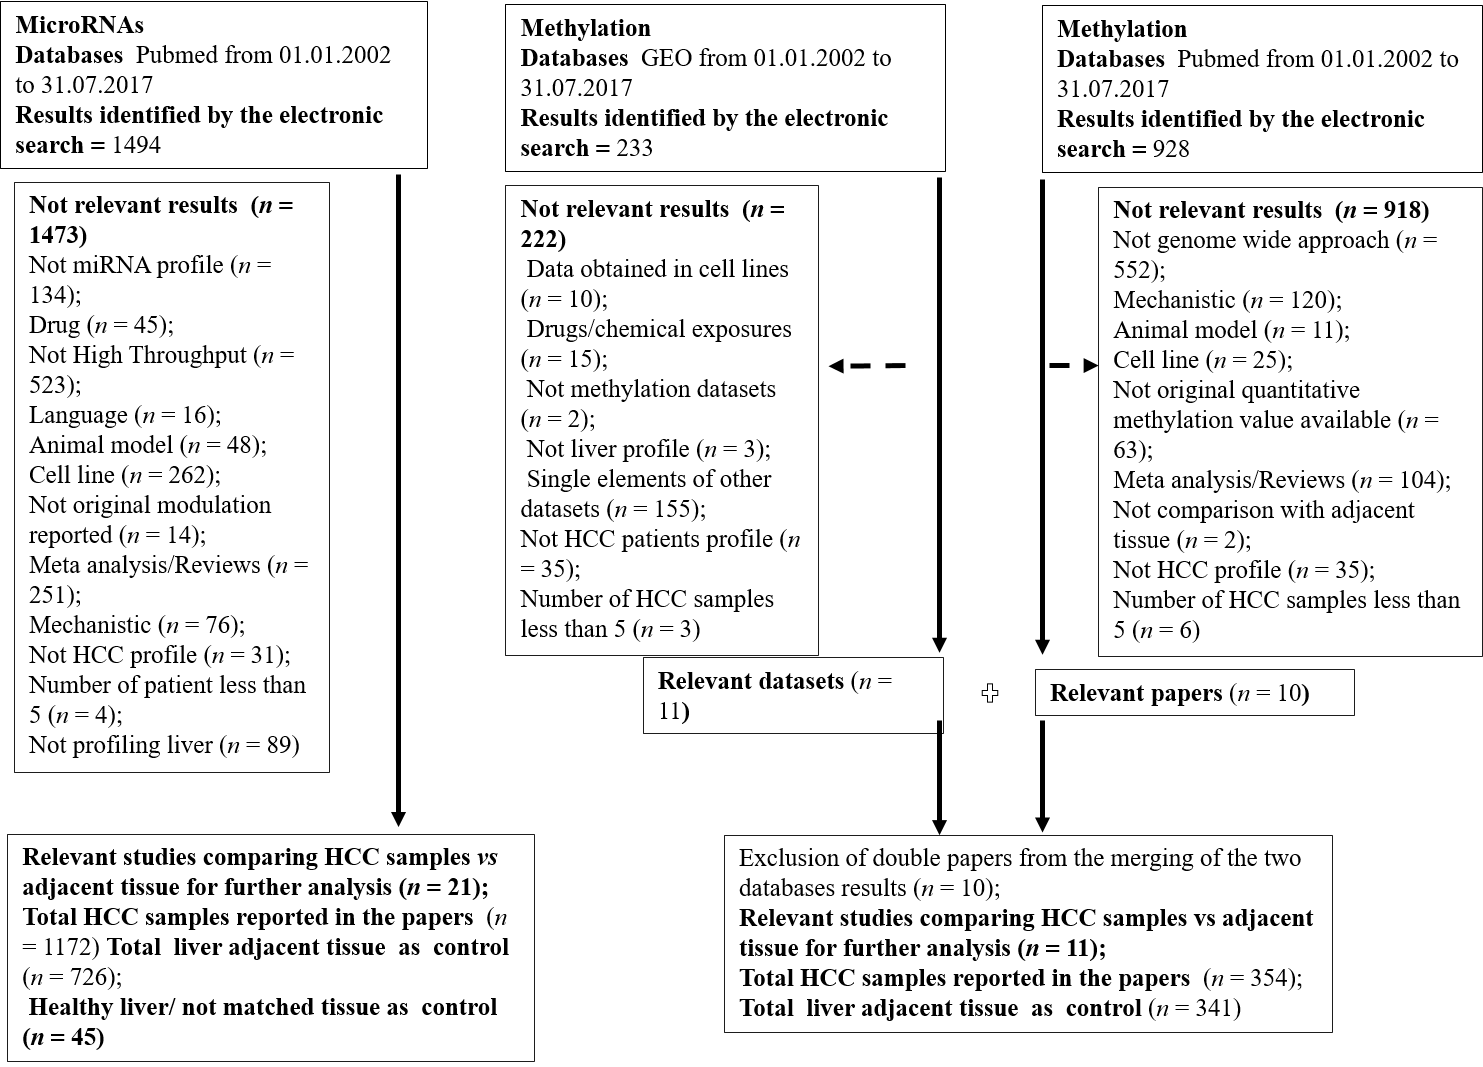 MicroRNAs
Databases Pubmed from 01.01.2002
to 31.07.2017
Results identified by the electronic
search = 1494
Not relevant results (n =
1473)
Not miRNA profile (n =
134);
Drug (n = 45);
Not High Throughput (n =
523);
Language (n = 16);
Animal model (n = 48);
Cell line (n = 262);
Not original modulation
reported (n = 14);
Meta analysis/Reviews (n =
251);
Mechanistic (n = 76);
Not HCC profile (n = 31);
Number of patient less than
5 (n = 4);
Not profiling liver (n = 89)
Relevant studies comparing HCC samples vs
adjacent tissue for further analysis (n = 21);
Total HCC samples reported in the papers (n
= 1172) Total liver adjacent tissue as control
(n = 726);
Healthy liver/ not matched tissue as control
(n = 45)
Methylation
Databases GEO from 01.01.2002 to
31.07.2017
Results identified by the electronic
search = 233
Not relevant results (n =
222)
Data obtained in cell lines
(n = 10);
Drugs/chemical exposures
(n = 15);
Not methylation datasets
(n = 2);
Not liver profile (n = 3);
Single elements of other
datasets (n = 155);
Not HCC patients profile (n
= 35);
Number of HCC samples
less than 5 (n = 3)
Relevant datasets (n =
11)
Methylation
Databases Pubmed from 01.01.2002 to
31.07.2017
Results identified by the electronic
search = 928
Not relevant results (n = 918)
Not genome wide approach (n =
552);
Mechanistic (n = 120);
Animal model (n = 11);
Cell line (n = 25);
Not original quantitative
methylation value available (n =
63);
Meta analysis/Reviews (n = 104);
Not comparison with adjacent
tissue (n = 2);
Not HCC profile (n = 35);
Number of HCC samples less than
5 (n = 6)
Relevant papers (n = 10)
Exclusion of double papers from the merging of the two
databases results (n = 10);
Relevant studies comparing HCC samples vs adjacent
tissue for further analysis (n = 11);
Total HCC samples reported in the papers (n = 354);
Total liver adjacent tissue as control (n = 341)